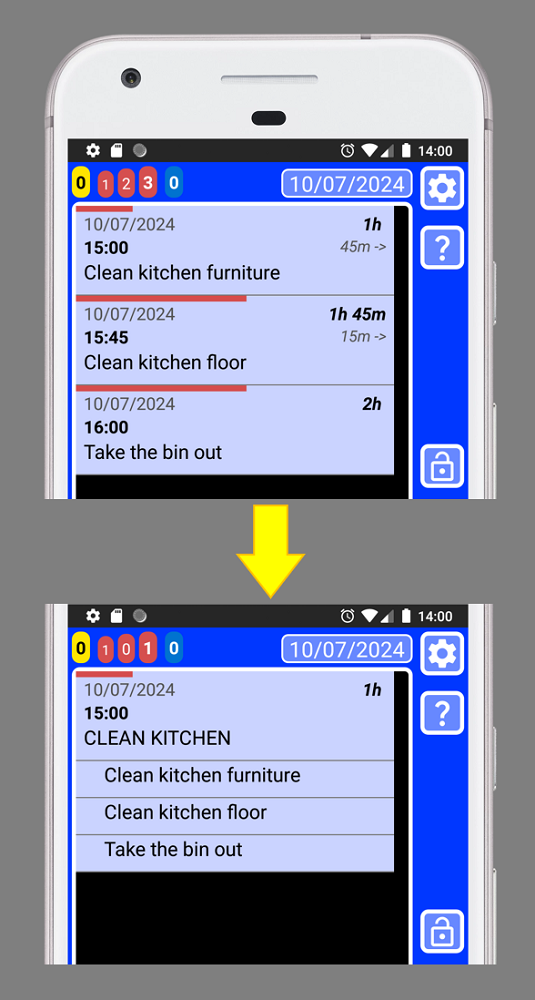 14:00
0 1 2 3 0 10/07/2024
?
10/07/2024 1h
15:00 45m ->
Clean kitchen furniture
10/07/2024 1h 45m
15:45 15m ->
Clean kitchen floor
10/07/2024 2h
16:00
Take the bin out
14:00
0 1 0 1 0 10/07/2024
?
10/07/2024 1h
15:00
CLEAN KITCHEN
Clean kitchen furniture
Clean kitchen floor
Take the bin out